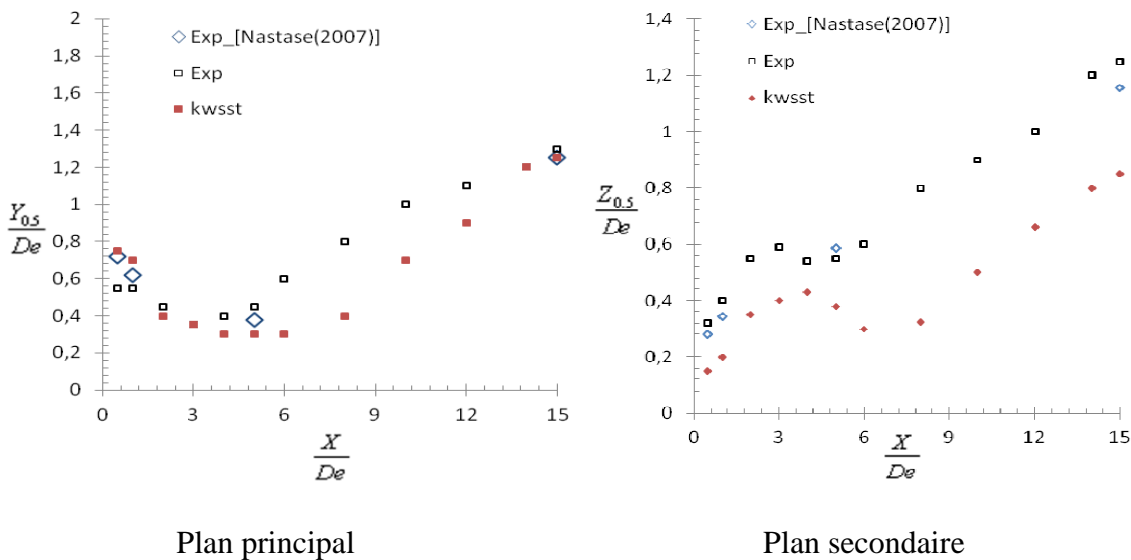 2
1,8
1,6
1,4
1,2
1
0,8
0,6
0,4
0,2
0
Y0.5
De
Exp_[Nastase(2007)]
Exp
kwsst
0 3 6 9 12 15
X
De
Plan principal
1,4
1,2
1
0,8
0,6
0,4
0,2
0
Z0.5
De
Exp_[Nastase(2007)]
Exp
kwsst
0 3 6 9 12 15
X
De
Plan secondaire